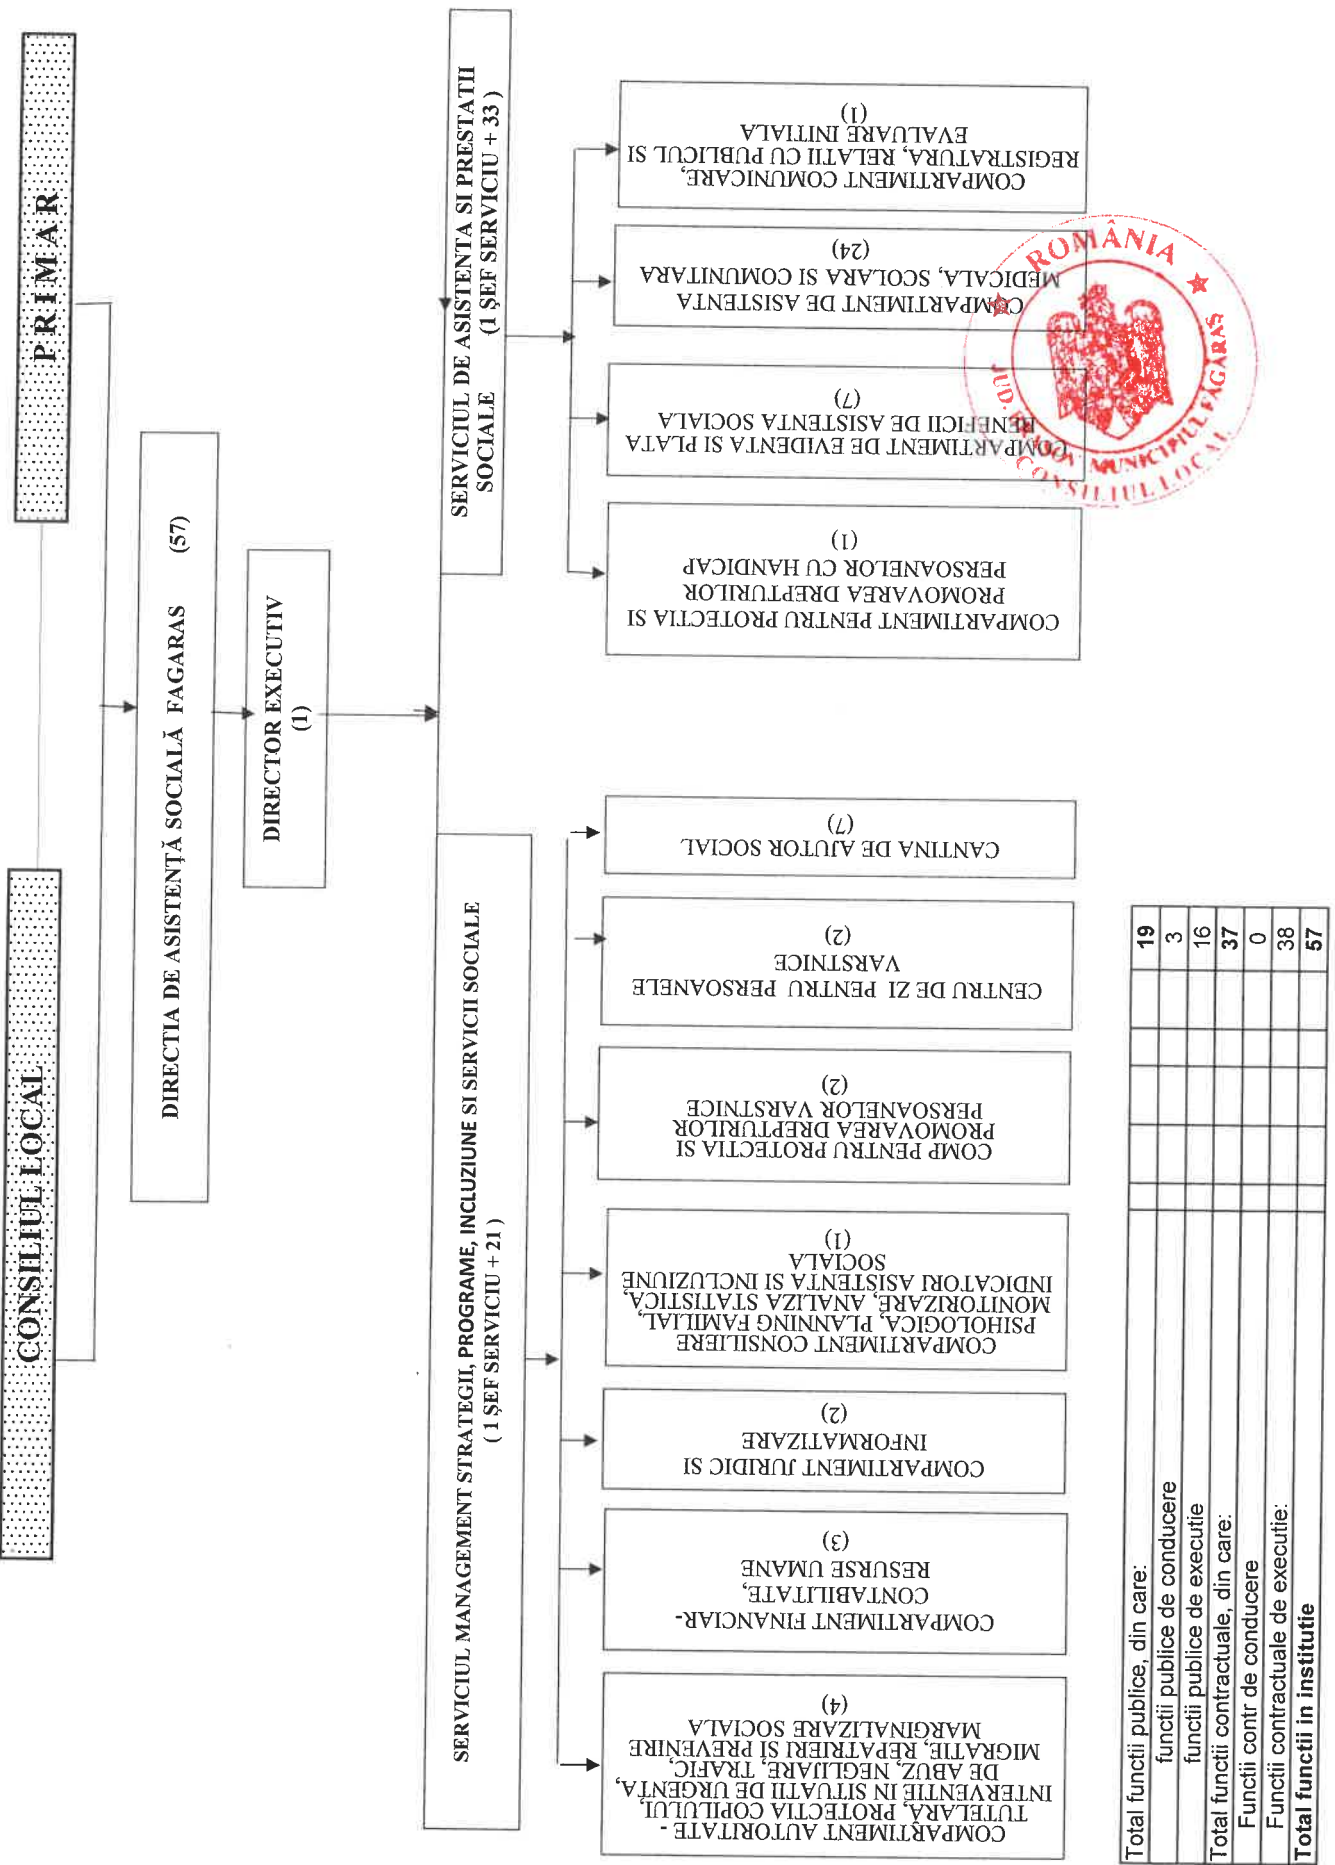 CONSILIUL LOCAL
PRIMAR
DIRECTIA DE ASISTENȚĂ SOCIALĂ FAGARAS (57)
DIRECTOR EXECUTIV
(1)
SERVICIUL MANAGEMENT STRATEGII, PROGRAME, INCLUZIUNE SI SERVICII SOCIALE
( 1 ȘEF SERVICIU + 21 )
SERVICIUL DE ASISTENTA SI PRESTATII
SOCIALE (1 ȘEF SERVICIU + 33 )
COMPARTIMENT AUTORITATE -
TUTELARĂ, PROTECTIA COPILULUI,
INTERVENTIE IN SITUATII DE URGENȚA,
DE ABUZ, NEGLIJARE, TRAFIC,
MIGRATIE, REPATRIERI SI PREVENIRE
MARGINALIZARE SOCIALA
(4)
COMPARTIMENT FINANCIAR-
CONTABILITATE,
RESURSE UMANE
(3)
COMPARTIMENT JURIDIC SI
INFORMATIZARE
(2)
COMPARTIMENT CONSILIERE
PSIHOLOGICA, PLANNING FAMILIAL,
MONITORIZARE, ANALIZA STATISTICA,
INDICATORI ASISTENTA SI INCLUZIUNE
SOCIALA
(1)
COMP PENTRU PROTECTIA SI
PROMOVAREA DREPTURILOR
PERSOANELOR VARSTNICE
(2)
CENTRU DE ZI PENTRU PERSOANELE
VARSTNICE
(2)
CANTINA DE AJUTOR SOCIAL
(7)
COMPARTIMENT PENTRU PROTECTIA SI
PROMOVAREA DREPTURILOR
PERSOANELOR CU HANDICAP
(1)
COMPARTIMENT DE EVIDENTA SI PLATA
BENEFICII DE ASISTENTA SOCIALA
(7)
COMPARTIMENT DE ASISTENTA
MEDICALA, SCOLARA SI COMUNITARA
(24)
COMPARTIMENT COMUNICARE,
REGISTRATURA, RELATII CU PUBLICUL SI
EVALUARE INITIALA
(1)
ROMÂNIA
JUD. BRAȘOV MUNICIPIUL FĂGĂRAȘ
CONSILIUL LOCAL
Total functii publice, din care: 19
functii publice de conducere 3
functii publice de executie 16
Total functii contractuale, din care: 37
Functii contr de conducere 0
Functii contractuale de executie: 38
Total functii in institutie 57